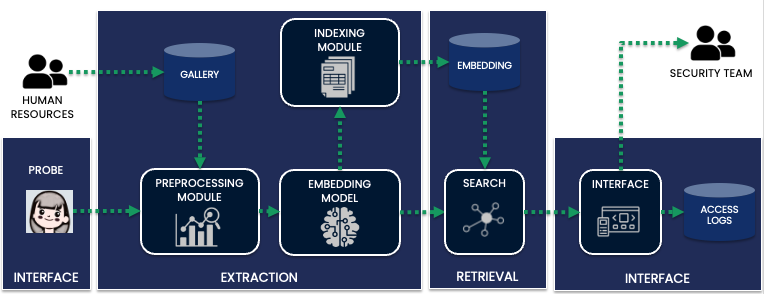 HUMAN
RESOURCES
GALLERY
INDEXING
MODULE
EMBEDDING
SECURITY TEAM
PROBE
PREPROCESSING
MODULE
EMBEDDING
MODEL
SEARCH
INTERFACE
ACCESS
LOGS
INTERFACE
EXTRACTION
RETRIEVAL
INTERFACE